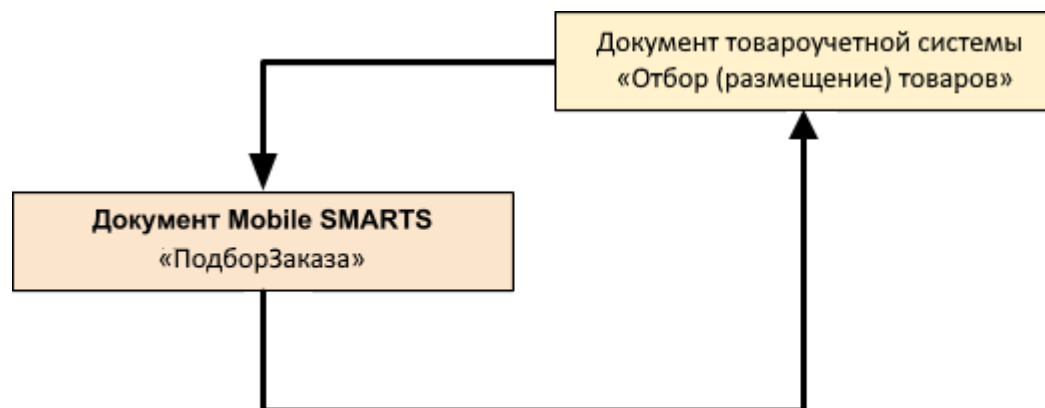 Документ товароучетной системы
«Отбор (размещение) товаров»
Документ Mobile SMARTS
«ПодборЗаказа»